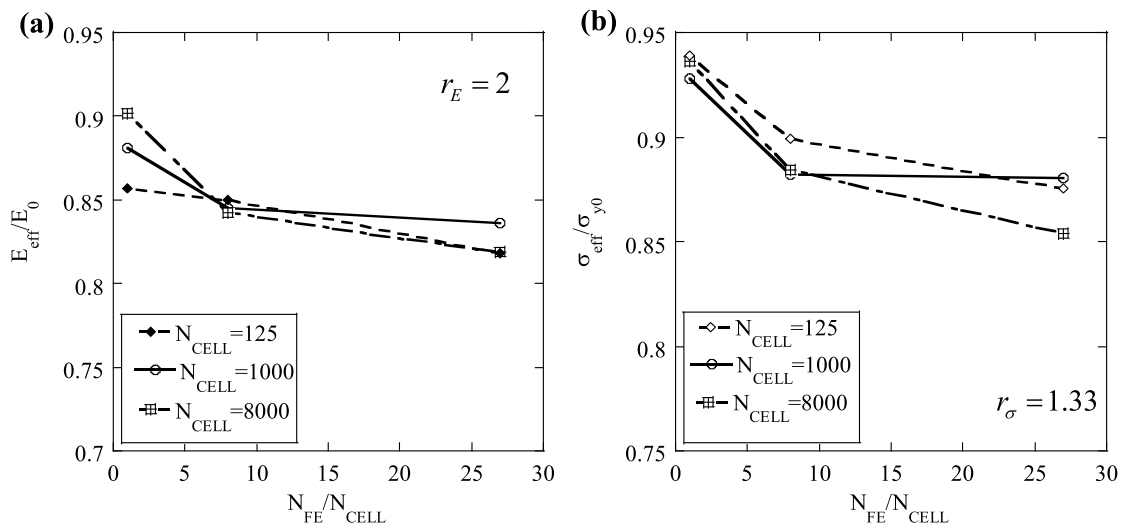 (a)
0.95
0.9
0.85
0.8
0.75
0.7
E_eff/E_0
r_E = 2
N_CELL=125
N_CELL=1000
N_CELL=8000
0 5 10 15 20 25 30
N_FE/N_CELL
(b)
0.95
0.9
0.85
0.8
0.75
σ_eff/σ_y0
N_CELL=125
N_CELL=1000
N_CELL=8000
r_σ = 1.33
0 5 10 15 20 25 30
N_FE/N_CELL